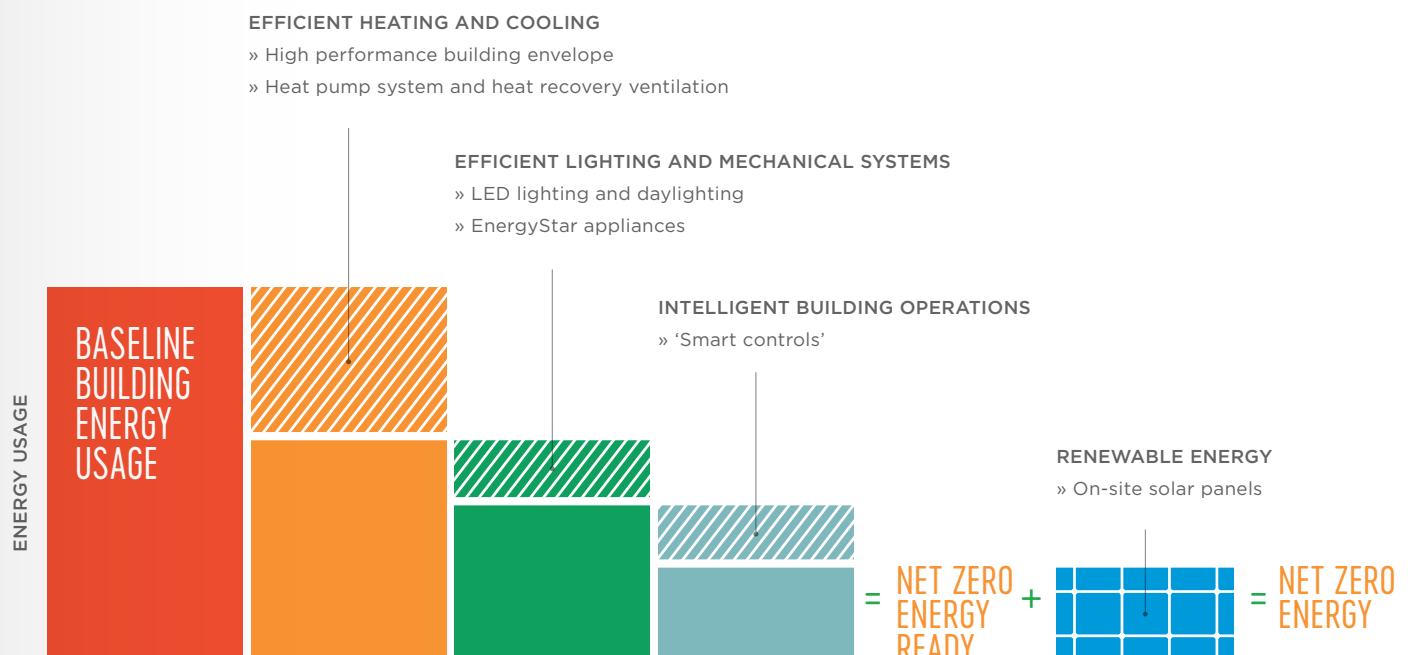 EFFICIENT HEATING AND COOLING
» High performance building envelope
» Heat pump system and heat recovery ventilation
EFFICIENT LIGHTING AND MECHANICAL SYSTEMS
» LED lighting and daylighting
» EnergyStar appliances
INTELLIGENT BUILDING OPERATIONS
» ‘Smart controls’
RENEWABLE ENERGY
» On-site solar panels
ENERGY USAGE
BASELINE
BUILDING
ENERGY
USAGE
=
NET ZERO
ENERGY
READY
+
=
NET ZERO
ENERGY